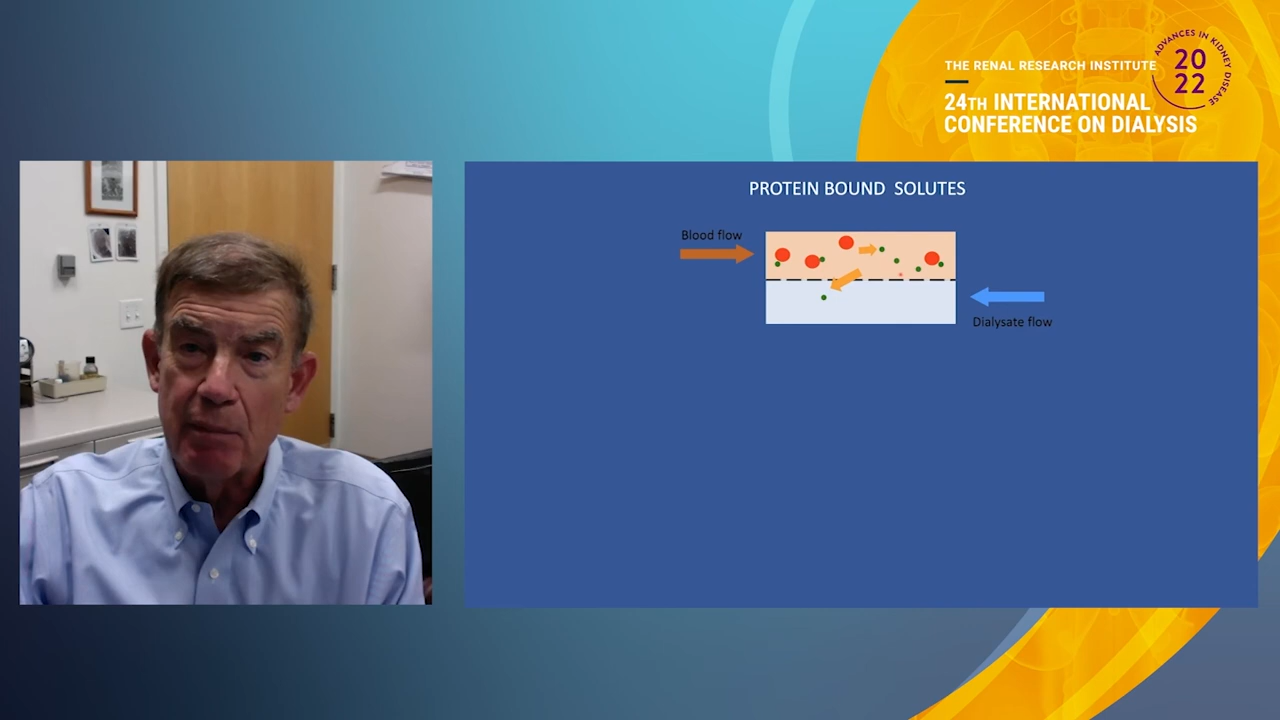 THE RENAL RESEARCH INSTITUTE
24TH INTERNATIONAL
CONFERENCE ON DIALYSIS
ADVANCES IN KIDNEY DISEASE
20
22
PROTEIN BOUND SOLUTES
Blood flow
Dialysate flow